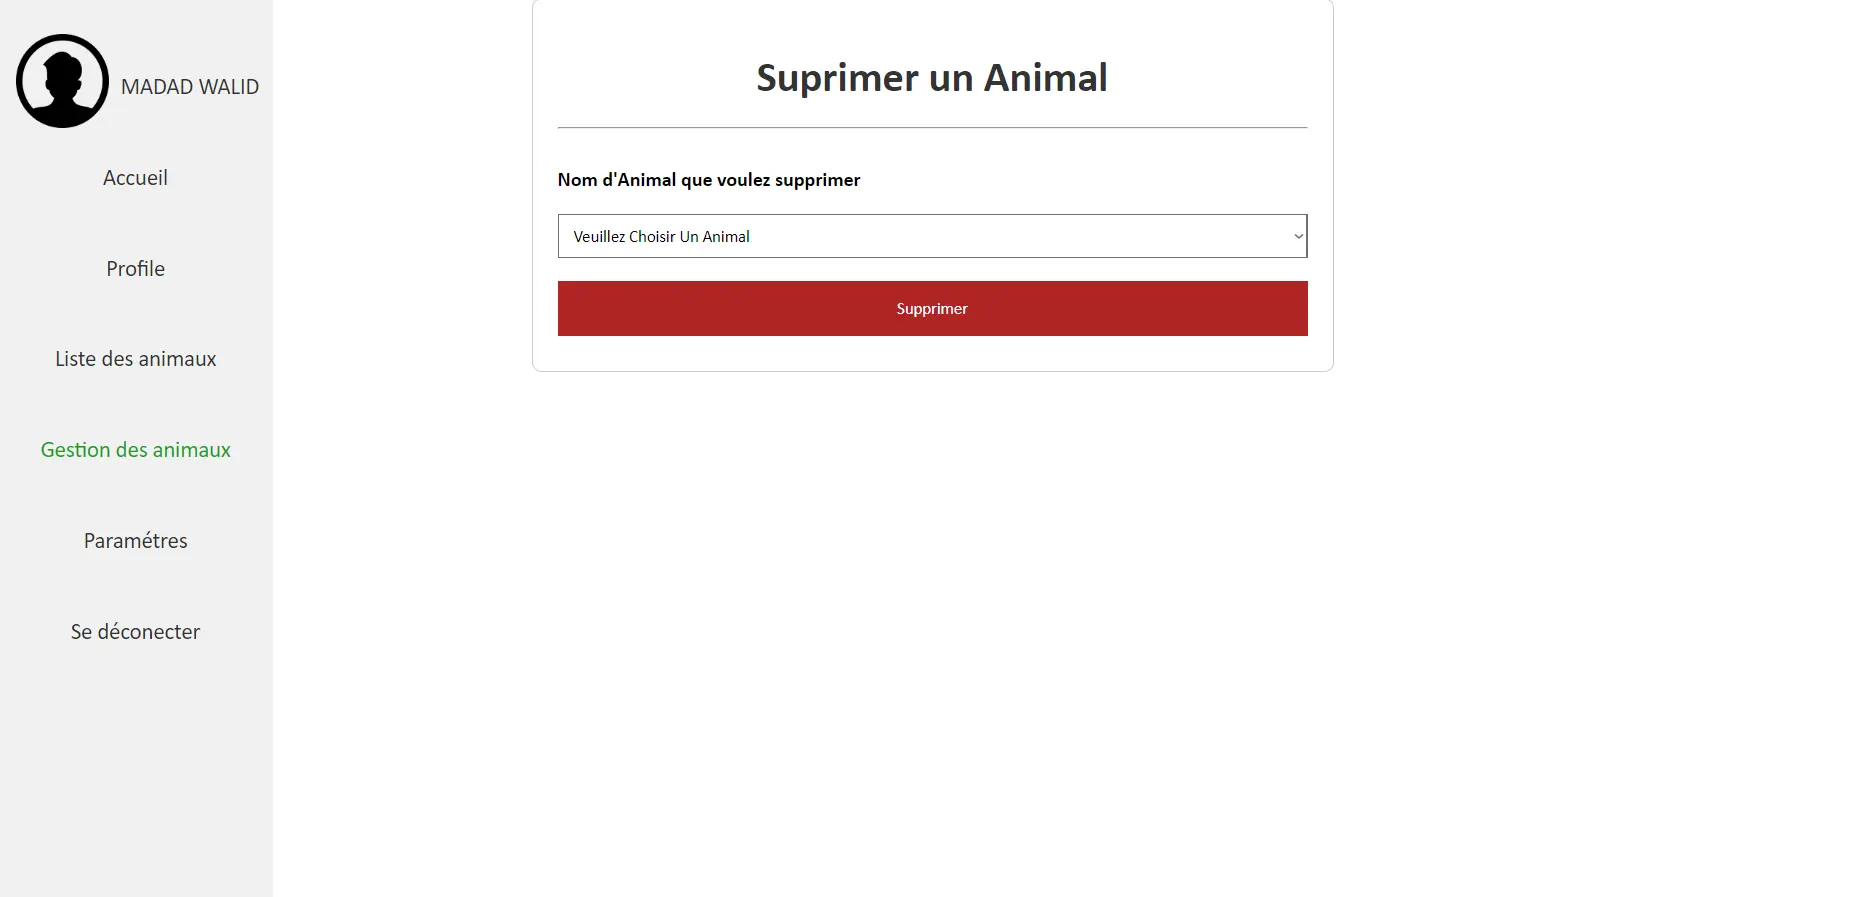 MADAD WALID
Accueil
Profile
Liste des animaux
Gestion des animaux
Paramétres
Se déconecter
Suprimer un Animal
Nom d'Animal que voulez supprimer
Veuillez Choisir Un Animal
Supprimer